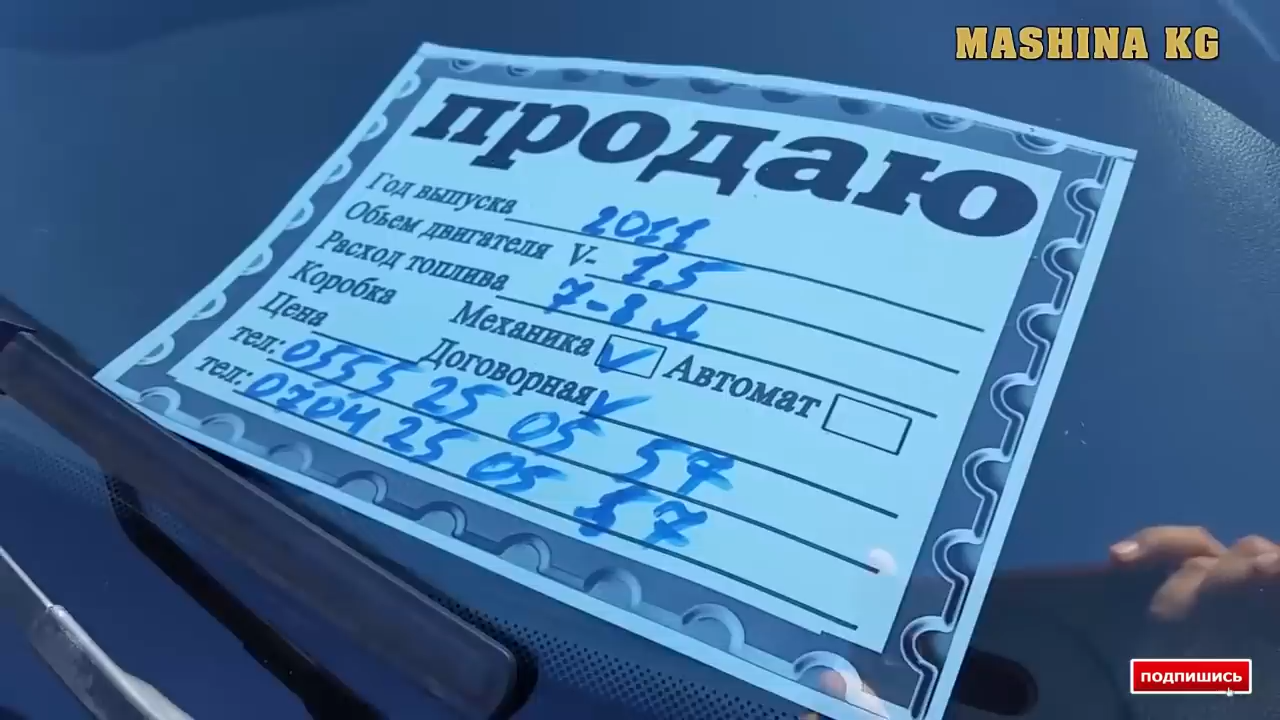 MASHINA KG
продаю
Год выпуска 2011
Объем двигателя V- 1.5
Расход топлива 7-8 л
Коробка Механика Автомат
Цена Договорная
тел: 0555 25 05 57
тел: 0704 25 05 57
подпишись